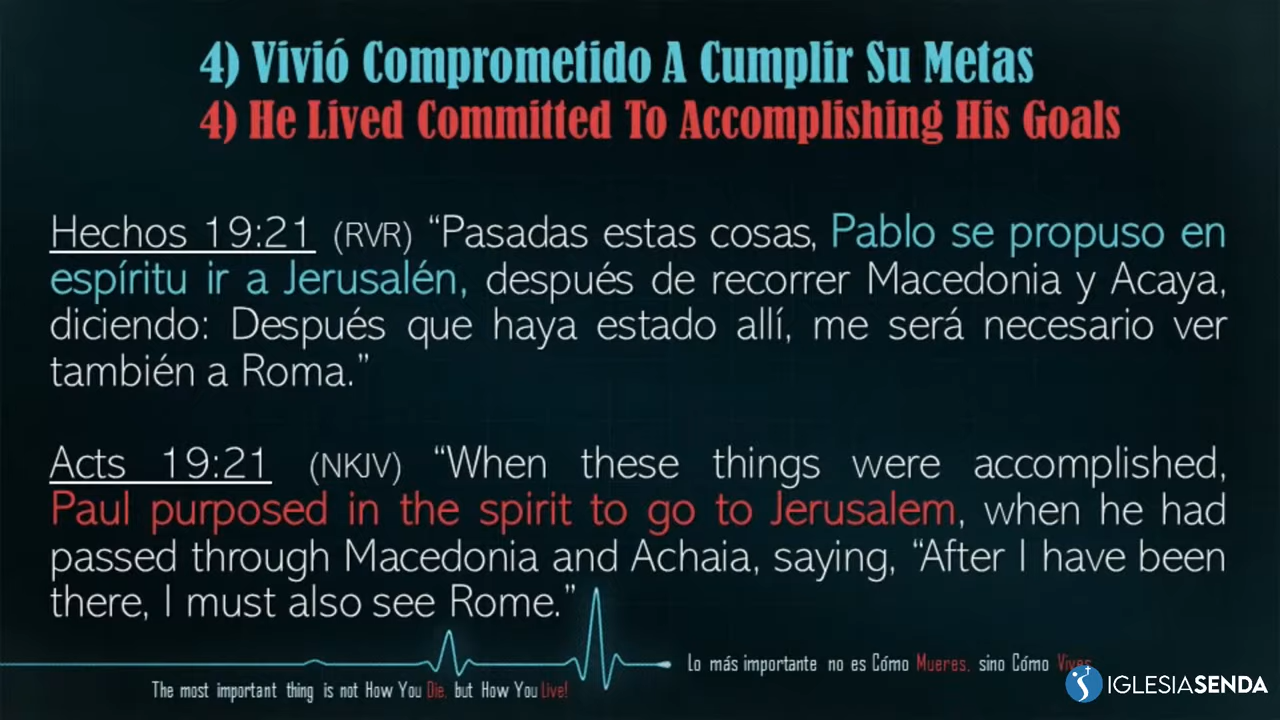 4) Vivió Comprometido A Cumplir Su Metas
4) He Lived Committed To Accomplishing His Goals
Hechos 19:21 (RVR) “Pasadas estas cosas, Pablo se propuso en
espíritu ir a Jerusalén, después de recorrer Macedonia y Acaya,
diciendo: Después que haya estado allí, me será necesario ver
también a Roma.”
Acts 19:21 (NKJV) “When these things were accomplished,
Paul purposed in the spirit to go to Jerusalem, when he had
passed through Macedonia and Achaia, saying, “After I have been
there, I must also see Rome.”
Lo más importante no es Cómo Mueres, sino Cómo Vives
The most important thing is not How You Die, but How You Live!
IGLESIASENDA